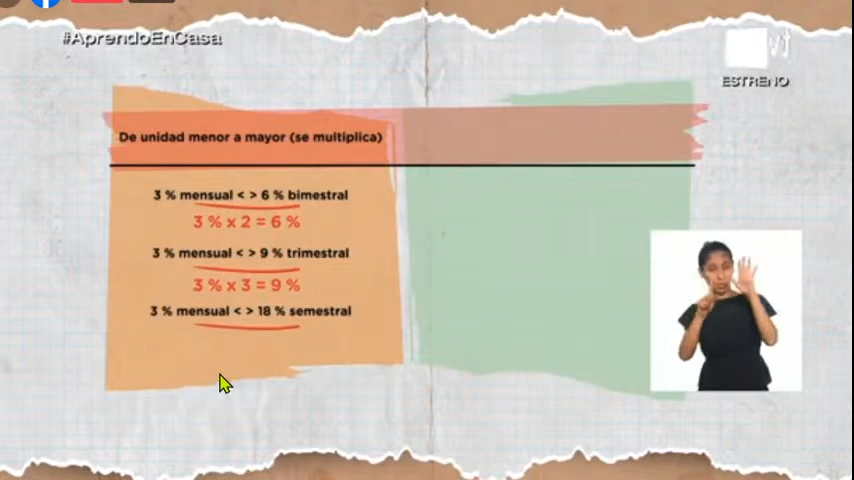 #AprendoEnCasa
ESTRENO
De unidad menor a mayor (se multiplica)
3 % mensual < > 6 % bimestral
3 % x 2 = 6 %
3 % mensual < > 9 % trimestral
3 % x 3 = 9 %
3 % mensual < > 18 % semestral